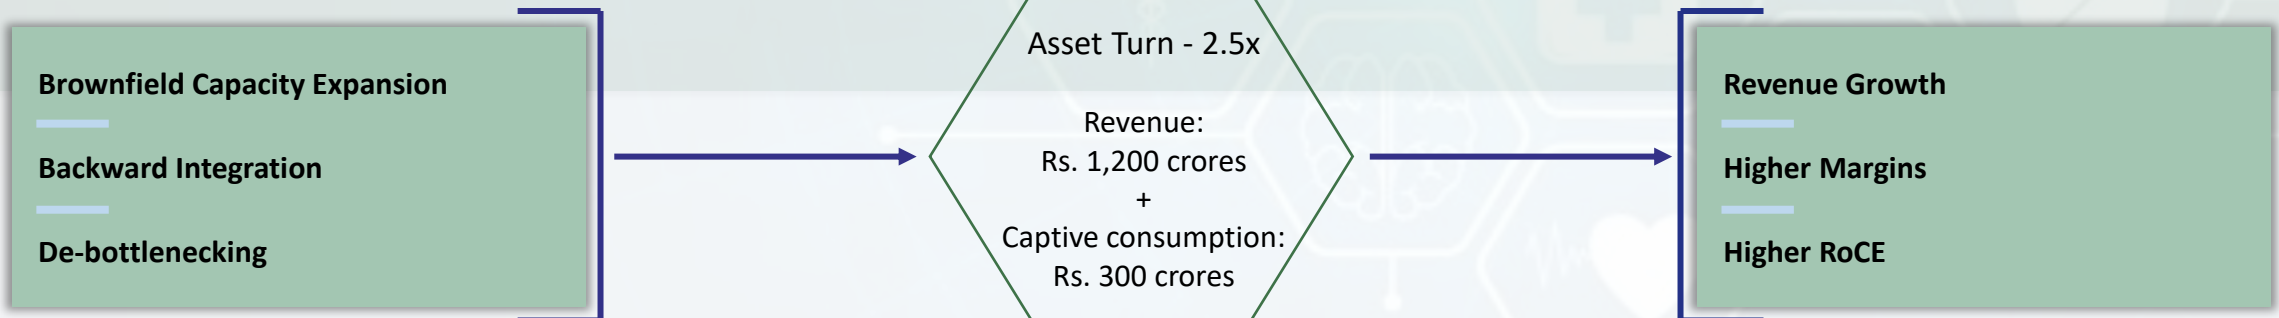 Brownfield Capacity Expansion
Backward Integration
De-bottlenecking
Asset Turn - 2.5x
Revenue:
Rs. 1,200 crores
+
Captive consumption:
Rs. 300 crores
Revenue Growth
Higher Margins
Higher RoCE